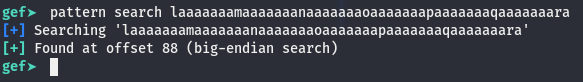 gef➤  pattern search laaaaaaamaaaaaaanaaaaaaaoaaaaaaapaaaaaaaqaaaaaaara
[+] Searching 'laaaaaaamaaaaaaanaaaaaaaoaaaaaaapaaaaaaaqaaaaaaara'
[+] Found at offset 88 (big-endian search)
gef➤